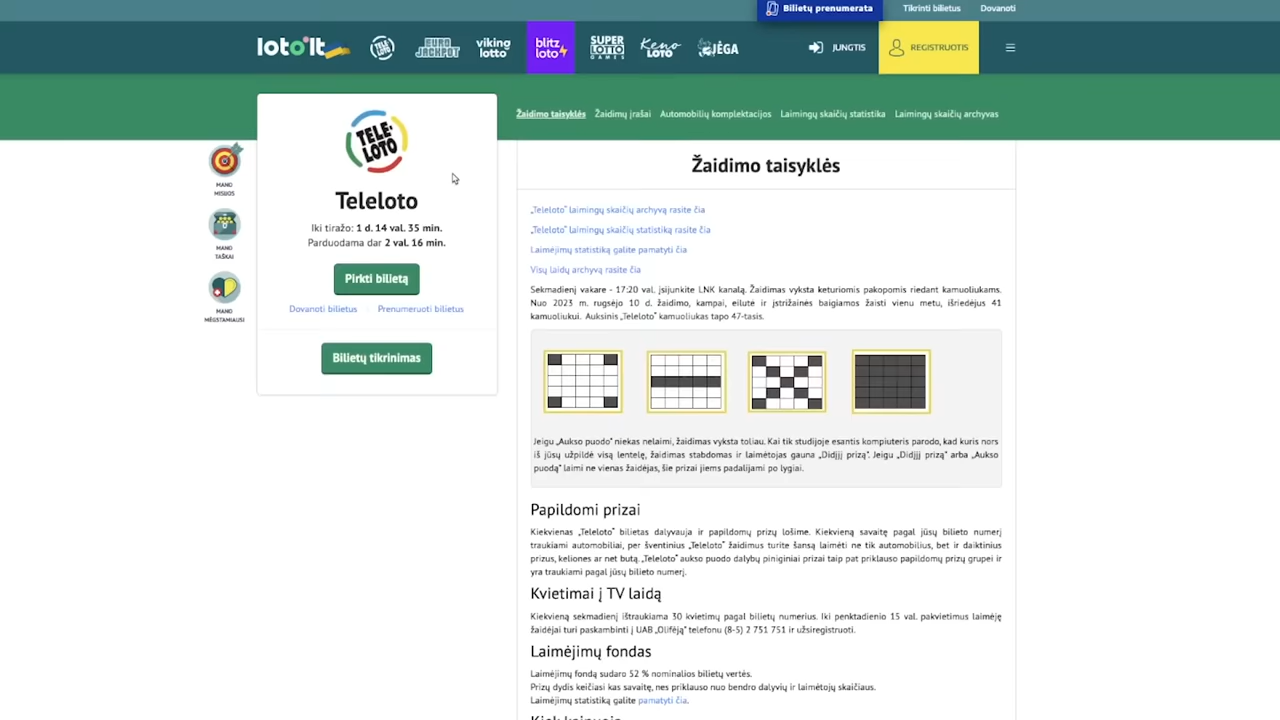 Bilietų prenumerata
Tikrinti bilietus
Dovanoti
loto.lt
TELE LOTO
EURO JACKPOT
viking lotto
blitz loto
SUPER LOTTO GAMES
Keno LOTO
JĖGA
JUNGTIS
REGISTRUOTIS
Žaidimo taisyklės
Žaidimų įrašai
Automobilių komplektacijos
Laimingų skaičių statistika
Laimingų skaičių archyvas
MANO
MISIJOS
MANO
TAŠKAI
MANO
MĖGSTAMIAUSI
TELE-
LOTO
Teleloto
Iki tiražo: 1 d. 14 val. 35 min.
Parduodama dar 2 val. 16 min.
Pirkti bilietą
Dovanoti bilietus
Prenumeruoti bilietus
Bilietų tikrinimas
Žaidimo taisyklės
„Teleloto" laimingų skaičių archyvą rasite čia
„Teleloto" laimingų skaičių statistiką rasite čia
Laimėjimų statistiką galite pamatyti čia
Visų laidų archyvą rasite čia
Sekmadienį vakare - 17:20 val. įsijunkite LNK kanalą. Žaidimas vyksta keturiomis pakopomis riedant kamuoliukams.
Nuo 2023 m. rugsėjo 10 d. žaidimo, kampai, eilutė ir įstrižainės baigiamos žaisti vienu metu, išriedėjus 41
kamuoliukui. Auksinis „Teleloto" kamuoliukas tapo 47-tasis.
Jeigu „Aukso puodo" niekas nelaimi, žaidimas vyksta toliau. Kai tik studijoje esantis kompiuteris parodo, kad kuris nors
iš jūsų užpildė visą lentelę, žaidimas stabdomas ir laimėtojas gauna „Didįjį prizą". Jeigu „Didįjį prizą" arba „Aukso
puodą" laimi ne vienas žaidėjas, šie prizai jiems padalijami po lygiai.
Papildomi prizai
Kiekvienas „Teleloto" bilietas dalyvauja ir papildomų prizų lošime. Kiekvieną savaitę pagal jūsų bilieto numerį
traukiami automobiliai, per šventinius „Teleloto" žaidimus turite šansą laimėti ne tik automobilius, bet ir daiktinius
prizus, keliones ar net butą. „Teleloto" aukso puodo dalybų piniginiai prizai taip pat priklauso papildomų prizų grupei ir
yra traukiami pagal jūsų bilieto numerį.
Kvietimai į TV laidą
Kiekvieną sekmadienį ištraukiama 30 kvietimų pagal bilietų numerius. Iki penktadienio 15 val. pakvietimus laimėję
žaidėjai turi paskambinti į UAB „Olifėją" telefonu (8-5) 2 751 751 ir užsiregistruoti.
Laimėjimų fondas
Laimėjimų fondą sudaro 52 % nominalios bilietų vertės.
Prizų dydis keičiasi kas savaitę, nes priklauso nuo bendro dalyvių ir laimėtojų skaičiaus.
Laimėjimų statistiką galite pamatyti čia.
Kiek kainuoja